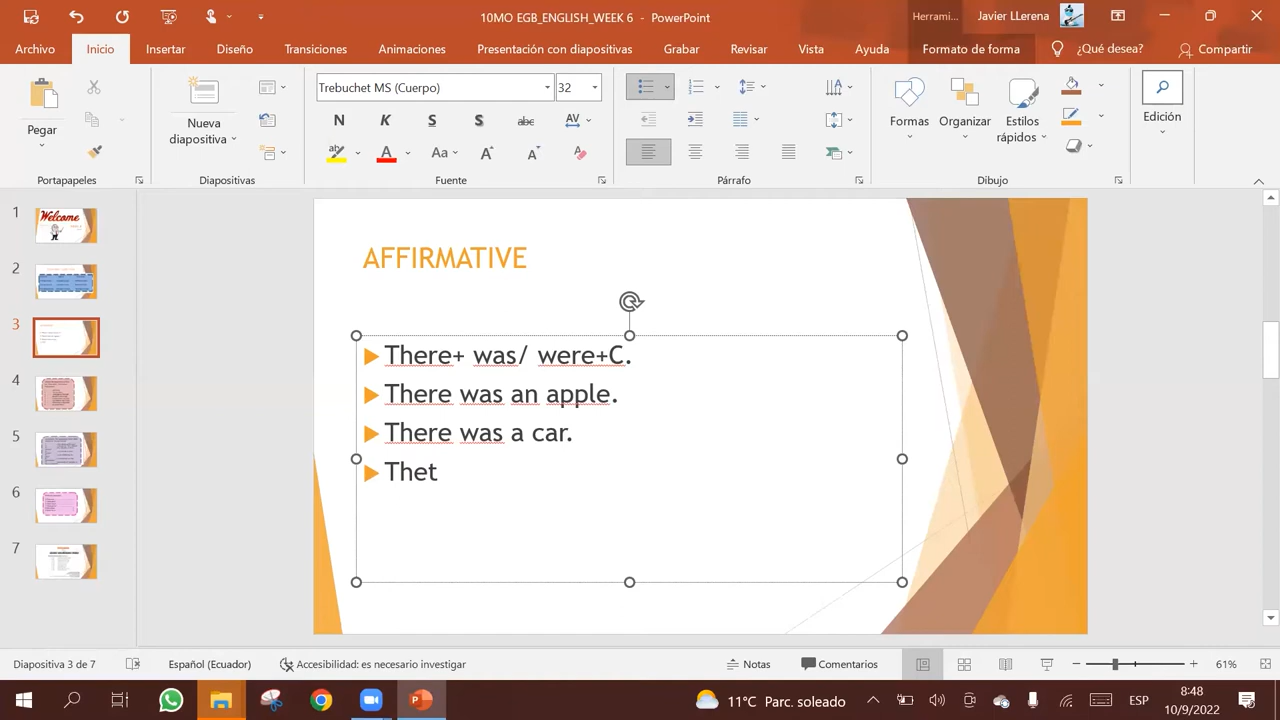 10MO EGB_ENGLISH_WEEK 6 - PowerPoint
Herrami...
Javier LLerena
Archivo
Inicio
Insertar
Diseño
Transiciones
Animaciones
Presentación con diapositivas
Grabar
Revisar
Vista
Ayuda
Formato de forma
¿Qué desea?
Compartir
Pegar
Nueva diapositiva
Trebuchet MS (Cuerpo)
32
N K S S abc AV
Aa A A
Formas
Organizar
Estilos rápidos
Edición
Portapapeles
Diapositivas
Fuente
Párrafo
Dibujo
1
Welcome
2
3
4
5
6
7
AFFIRMATIVE
There+ was/ were+C.
There was an apple.
There was a car.
Thet
Diapositiva 3 de 7
Español (Ecuador)
Accesibilidad: es necesario investigar
Notas
Comentarios
61%
11°C Parc. soleado
ESP
8:48
10/9/2022